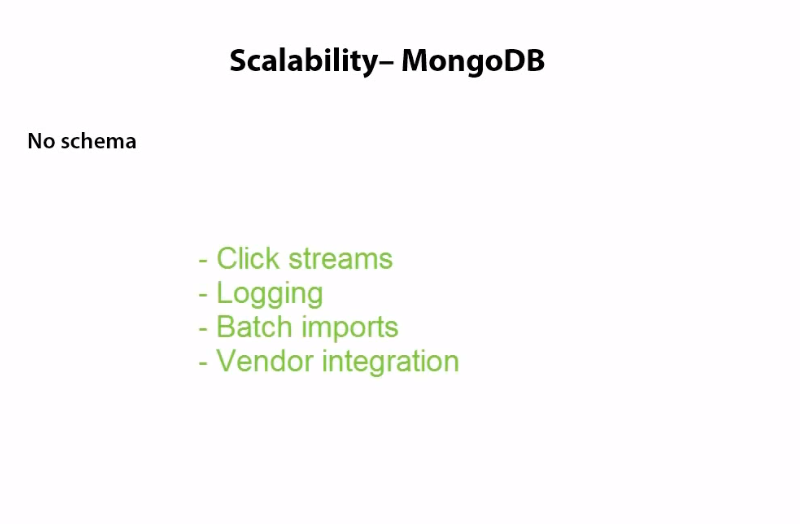 Scalability– MongoDB
No schema
- Click streams
- Logging
- Batch imports
- Vendor integration